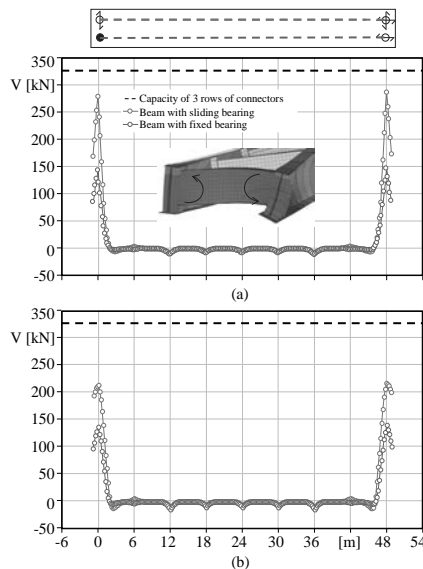 350
V [kN]
300
250
200
150
100
50
0
-50
Capacity of 3 rows of connectors
Beam with sliding bearing
Beam with fixed bearing
(a)
350
V [kN]
250
200
150
100
50
0
-50
-6 0 6 12 18 24 30 36 [m] 48 54
(b)